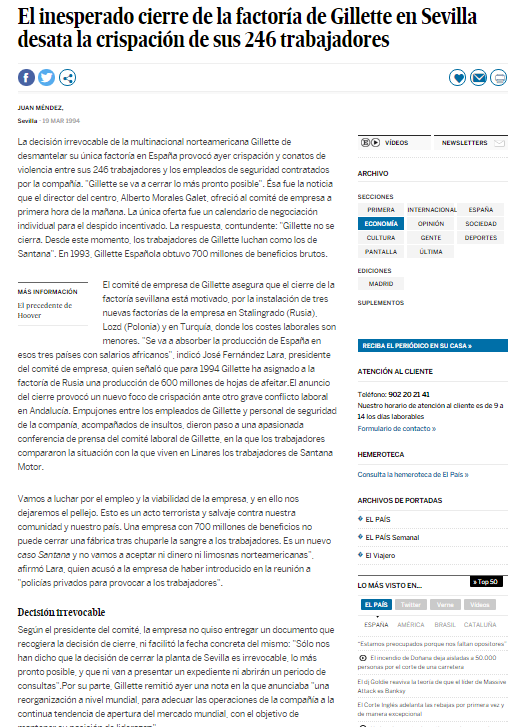 El inesperado cierre de la factoría de Gillette en Sevilla
desata la crispación de sus 246 trabajadores
JUAN MÉNDEZ,
Sevilla - 19 MAR 1994
La decisión irrevocable de la multinacional norteamericana Gillette de
desmantelar su única factoría en España provocó ayer crispación y conatos de
violencia entre sus 246 trabajadores y los empleados de seguridad contratados
por la compañía. "Gillette se va a cerrar lo más pronto posible". Ésa fue la noticia
que el director del centro, Alberto Morales Galet, ofreció al comité de empresa a
primera hora de la mañana. La única oferta fue un calendario de negociación
individual para el despido incentivado. La respuesta, contundente: "Gillette no se
cierra. Desde este momento, los trabajadores de Gillette luchan como los de
Santana". En 1993, Gillette Española obtuvo 700 millones de beneficios brutos.
MÁS INFORMACIÓN
El precedente de
Hoover
El comité de empresa de Gillette asegura que el cierre de la
factoría sevillana está motivado, por la instalación de tres
nuevas factorías de la empresa en Stalingrado (Rusia),
Lozd (Polonia) y en Turquía, donde los costes laborales son
menores. "Se va a absorber la producción de España en
esos tres países con salarios africanos", indicó José Fernández Lara, presidente
del comité de empresa, quien señaló que para 1994 Gillette ha asignado a la
factoría de Rusia una producción de 600 millones de hojas de afeitar.El anuncio
del cierre provocó un nuevo foco de crispación ante otro grave conflicto laboral
en Andalucía. Empujones entre los empleados de Gillette y personal de seguridad
de la companía, acompañados de insultos, dieron paso a una apasionada
conferencia de prensa del comité laboral de Gillette, en la que los trabajadores
compararon la situación con la que viven en Linares los trabajadores de Santana
Motor.
Vamos a luchar por el empleo y la viabilidad de la empresa, y en ello nos
dejaremos el pellejo. Esto es un acto terrorista y salvaje contra nuestra
comunidad y nuestro país. Una empresa con 700 millones de beneficios no
puede cerrar una fábrica tras chuparle la sangre a los trabajadores. Es un nuevo
caso Santana y no vamos a aceptar ni dinero ni limosnas norteamericanas",
afirmó Lara, quien acusó a la empresa de haber introducido en la reunión a
"policías privados para provocar a los trabajadores".
Decisión irrevocable
Según el presidente del comité, la empresa no quiso entregar un documento que
recogiera la decisión de cierre, ni facilitó la fecha concreta del mismo: "Sólo nos
han dicho que la decisión de cerrar la planta de Sevilla es irrevocable, lo más
pronto posible, y que ni van a presentar un expediente ni abrirán un periodo de
consultas".Por su parte, Gillette remitió ayer una nota en la que anunciaba "una
reorganización a nivel mundial, para adecuar las operaciones de la compañía a la
continua tendencia de apertura del mercado mundial, con el objetivo de
VÍDEOS
NEWSLETTERS
ARCHIVO
SECCIONES
PRIMERA INTERNACIONAL ESPAÑA
ECONOMÍA OPINIÓN SOCIEDAD
CULTURA GENTE DEPORTES
PANTALLA ÚLTIMA
EDICIONES
MADRID
SUPLEMENTOS
RECIBA EL PERIÓDICO EN SU CASA »
ATENCIÓN AL CLIENTE
Teléfono: 902 20 21 41
Nuestro horario de atención al cliente es de 9 a
14 los días laborables
Formulario de contacto »
HEMEROTECA
Consulta la hemeroteca de El País »
ARCHIVOS DE PORTADAS
EL PAÍS
EL PAÍS Semanal
El Viajero
» Top 50
LO MÁS VISTO EN...
EL PAÍS Twitter Verne Vídeos
ESPAÑA AMÉRICA BRASIL CATALUÑA
"Estamos preocupados porque nos faltan opositores"
El incendio de Doñana deja aisladas a 50.000
personas por el corte de una carretera
El dj Goldie reaviva la teoría de que el líder de Massive
Attack es Banksy
El Corte Inglés adelanta las rebajas por primera vez y
de manera excepcional